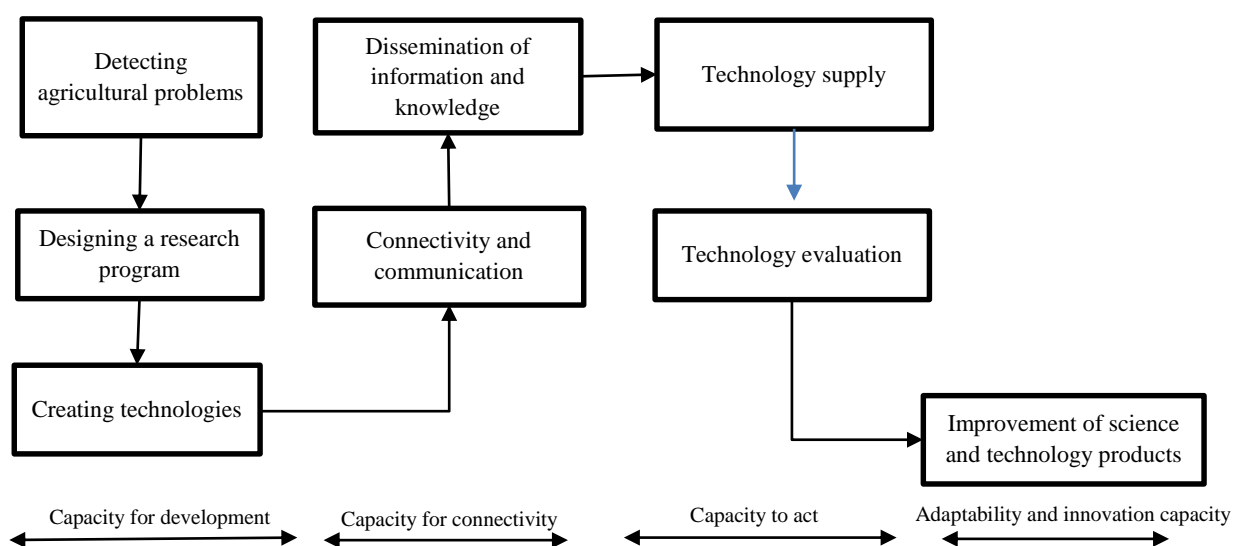 Detecting
agricultural problems
Designing a research
program
Creating technologies
Dissemination of
information and
knowledge
Connectivity and
communication
Technology supply
Technology evaluation
Improvement of science
and technology products
Capacity for development
Capacity for connectivity
Capacity to act
Adaptability and innovation capacity